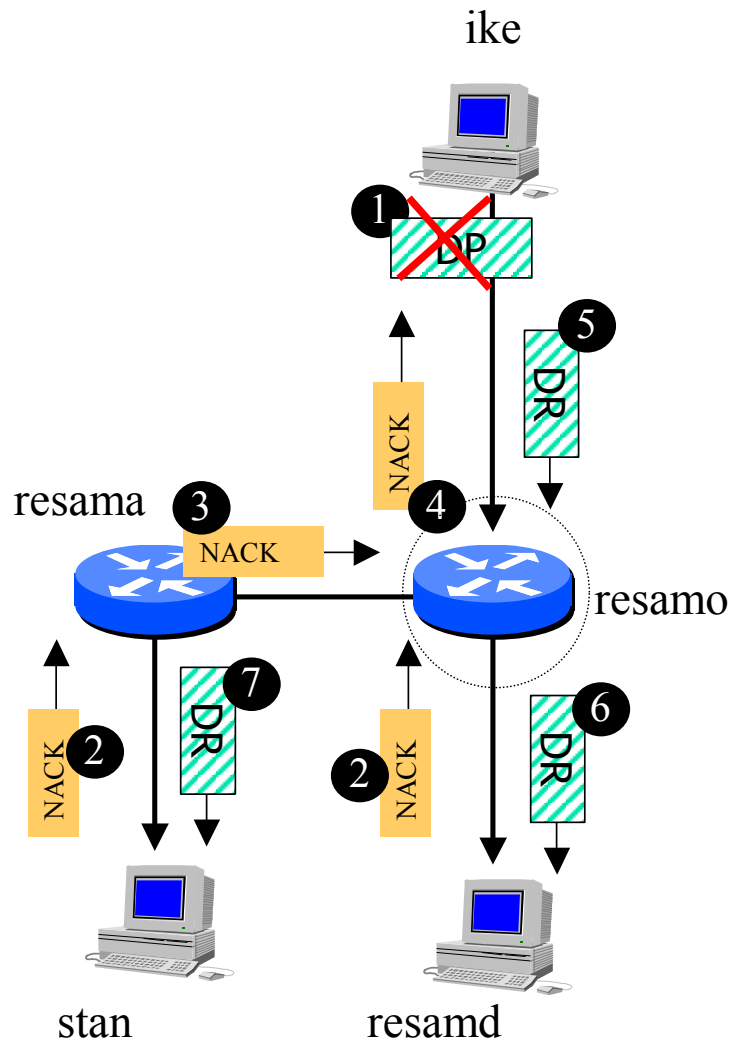 ike
1
DP
5
DR
NACK
4
resama
3
NACK
resamo
7
DR
6
DR
NACK
2
2
NACK
stan
resamd